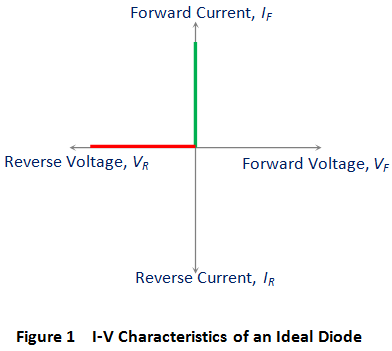 Forward Current, IF
Reverse Voltage, VR
Forward Voltage, VF
Reverse Current, IR
Figure 1 I-V Characteristics of an Ideal Diode